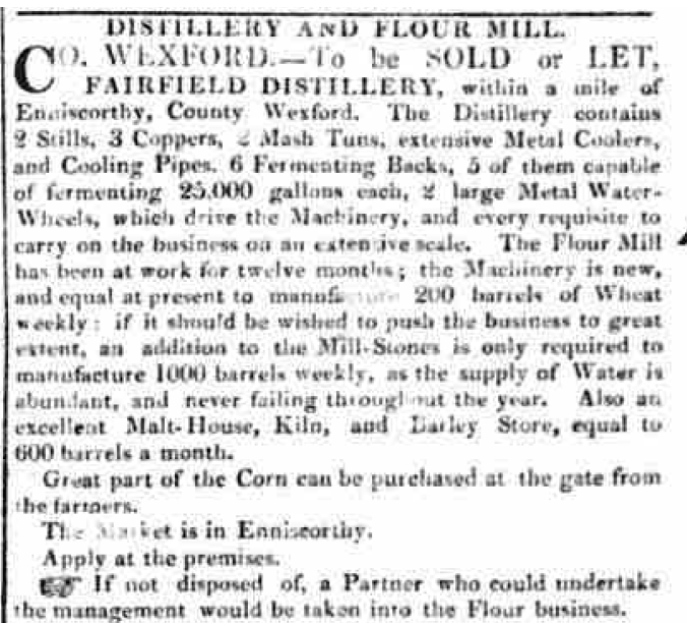 DISTILLERY AND FLOUR MILL.
CO. WEXFORD.—To be SOLD or LET,
FAIRFIELD DISTILLERY, within a mile of
Enniscorthy, County Wexford. The Distillery contains
2 Stills, 3 Coppers, 2 Mash Tuns, extensive Metal Coolers,
and Cooling Pipes. 6 Fermenting Backs, 5 of them capable
of fermenting 25,000 gallons each, 2 large Metal Water-
Wheels, which drive the Machinery, and every requisite to
carry on the business on an extensive scale. The Flour Mill
has been at work for twelve months; the Machinery is new,
and equal at present to manufacture 200 barrels of Wheat
weekly: if it should be wished to push the business to great
extent, an addition to the Mill-Stones is only required to
manufacture 1000 barrels weekly, as the supply of Water is
abundant, and never failing throughout the year. Also an
excellent Malt-House, Kiln, and Barley Store, equal to
600 barrels a month.
Great part of the Corn can be purchased at the gate from
the farmers.
The Market is in Enniscorthy.
Apply at the premises.
☞ If not disposed of, a Partner who could undertake
the management would be taken into the Flour business.